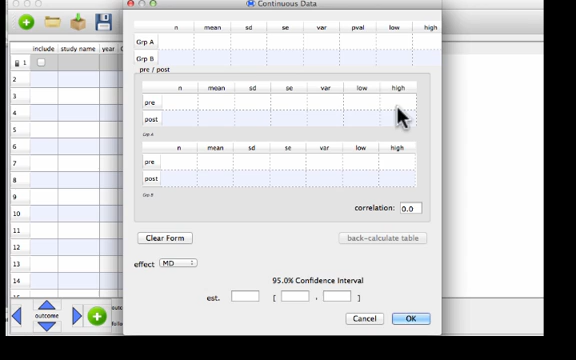 Continuous Data
n mean sd se var pval low high
Grp A
Grp B
pre / post
n mean sd se var low high
pre
post
Grp A
n mean sd se var low high
pre
post
Grp B
correlation: 0.0
Clear Form back-calculate table
effect MD
95.0% Confidence Interval
est. [ , ]
Cancel OK
include study name year
1
2
3
4
5
6
7
8
9
10
11
12
13
14
outcome